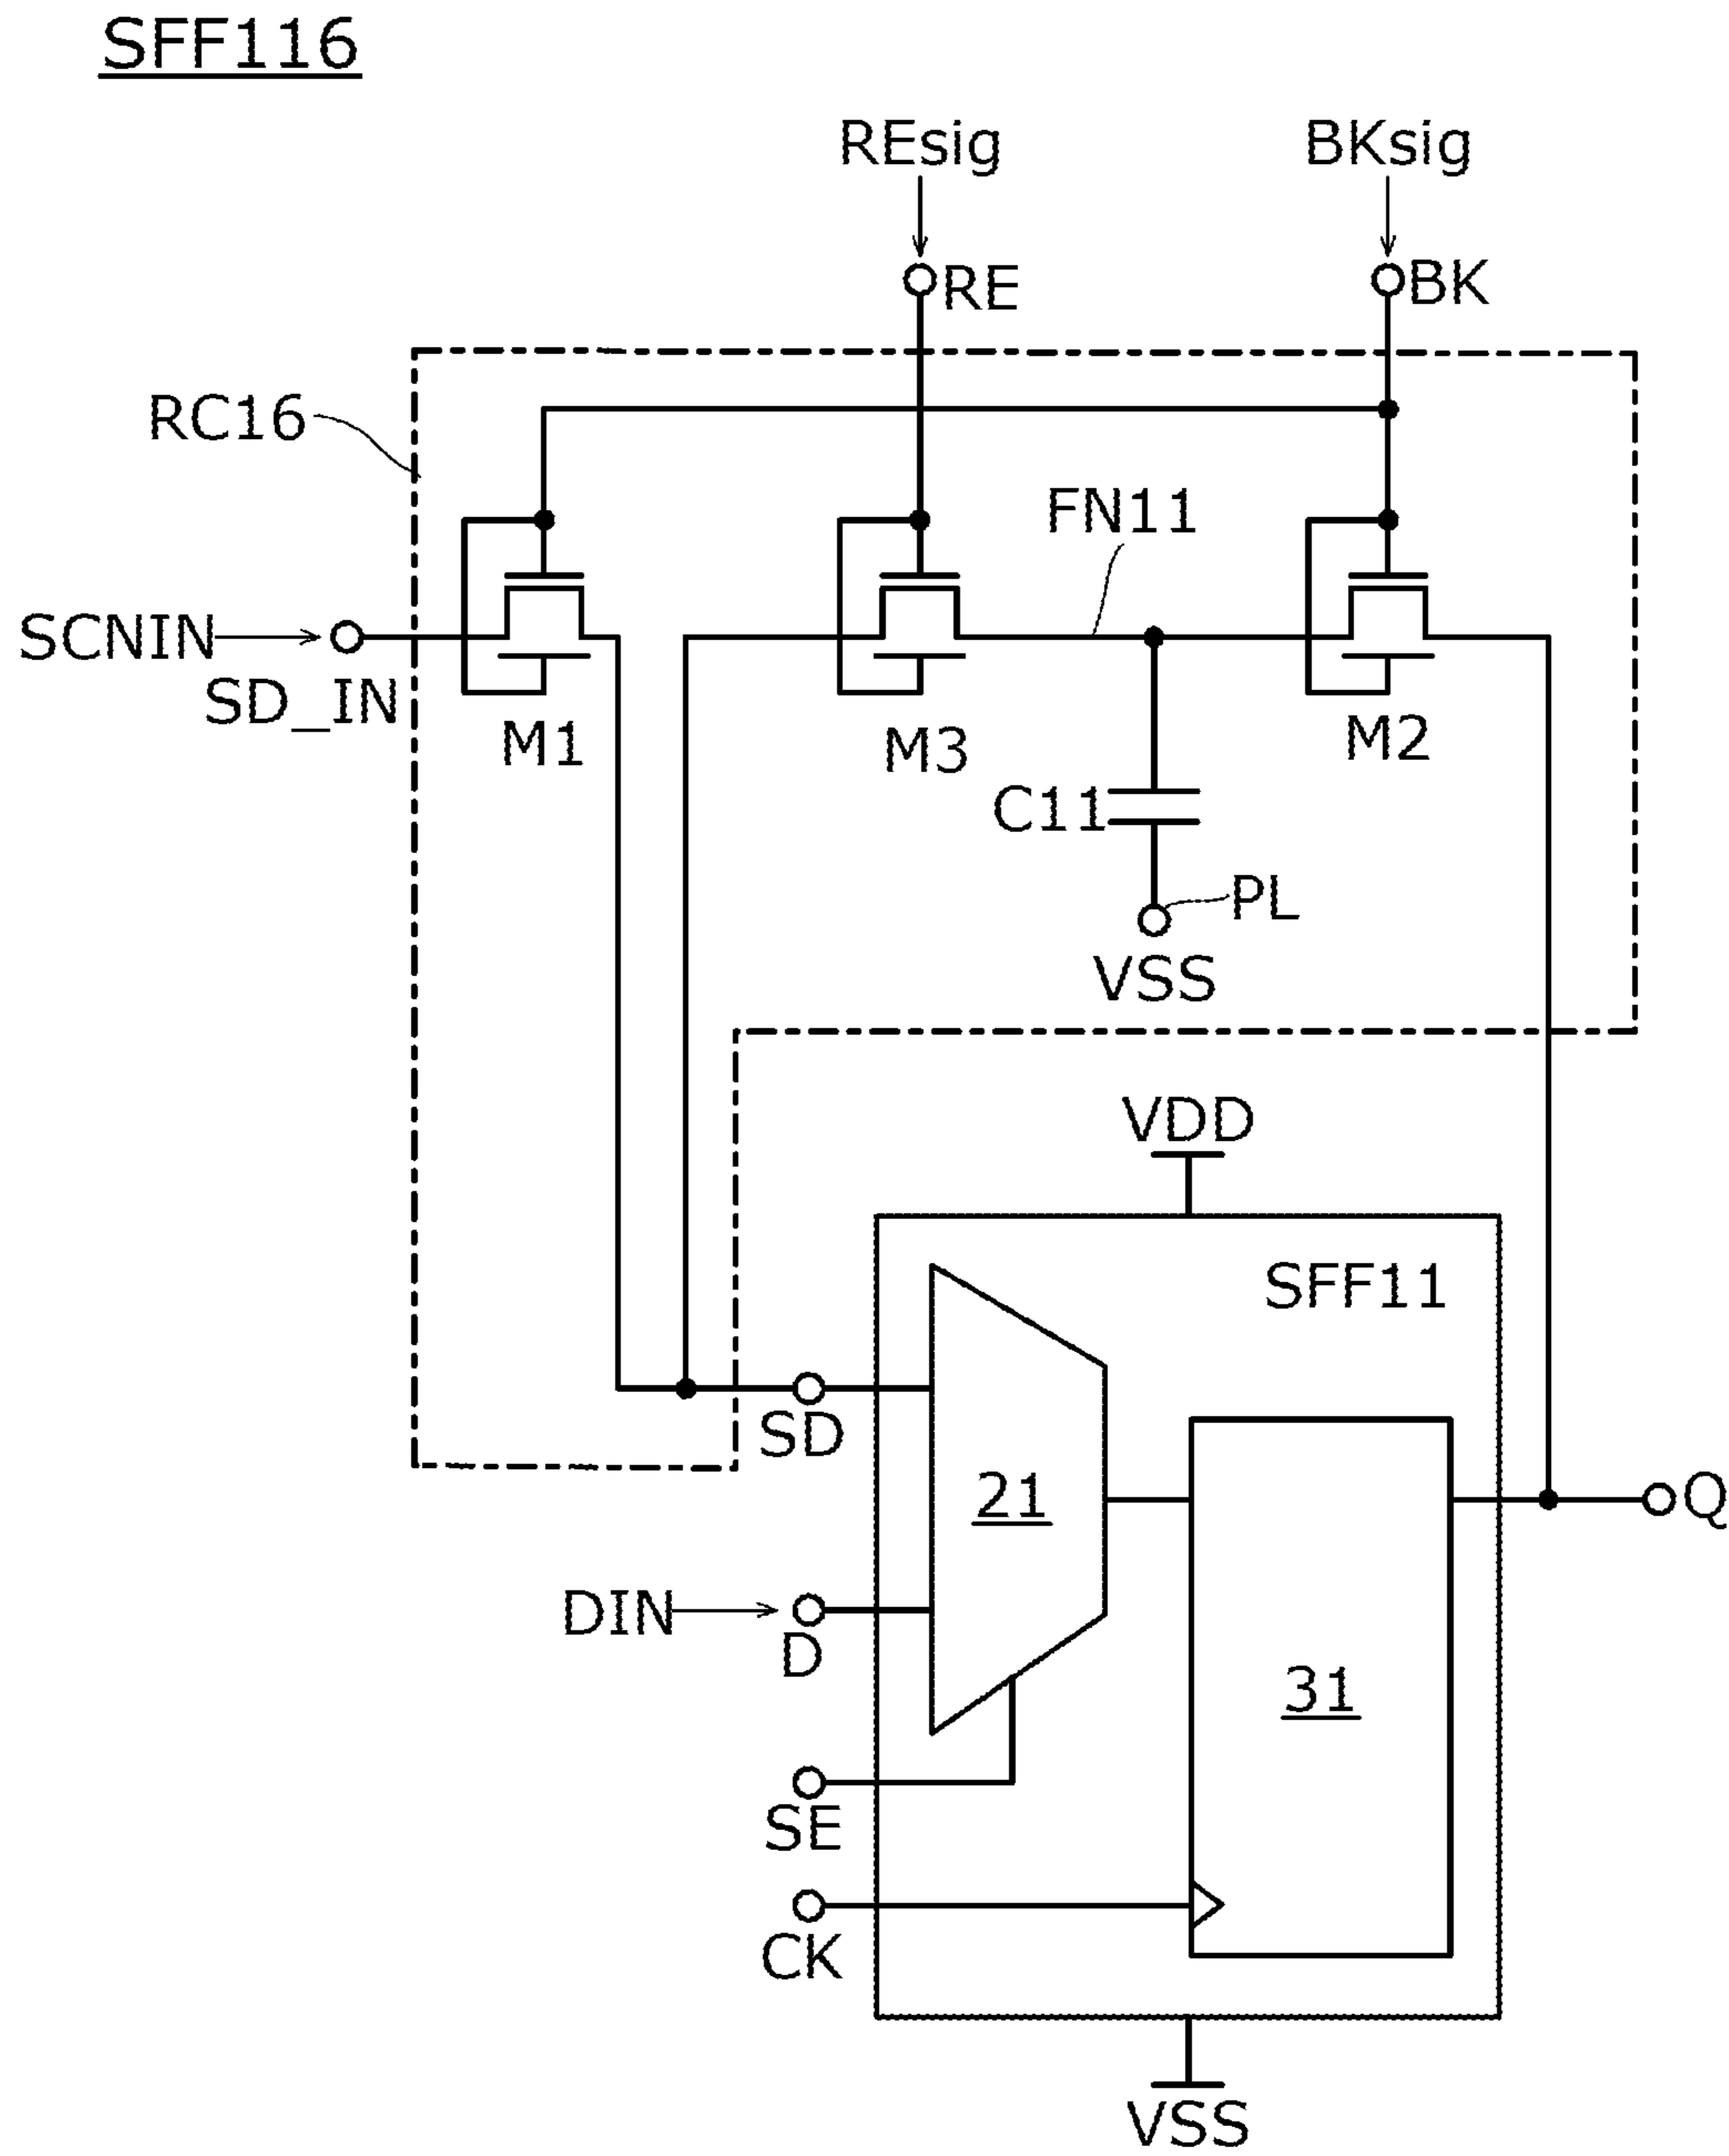 SFF116
REsig
BKsig
RE
BK
RC16
FN11
SCNIN
SD_IN
M1
M3
M2
C11
PL
VSS
VDD
SFF11
SD
21
Q
DIN
D
31
SE
CK
VSS